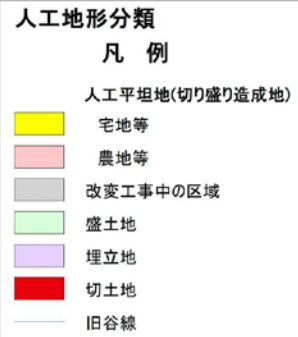 人工地形分類
凡 例
人工平坦地(切り盛り造成地)
宅地等
農地等
改変工事中の区域
盛土地
埋立地
切土地
旧谷線